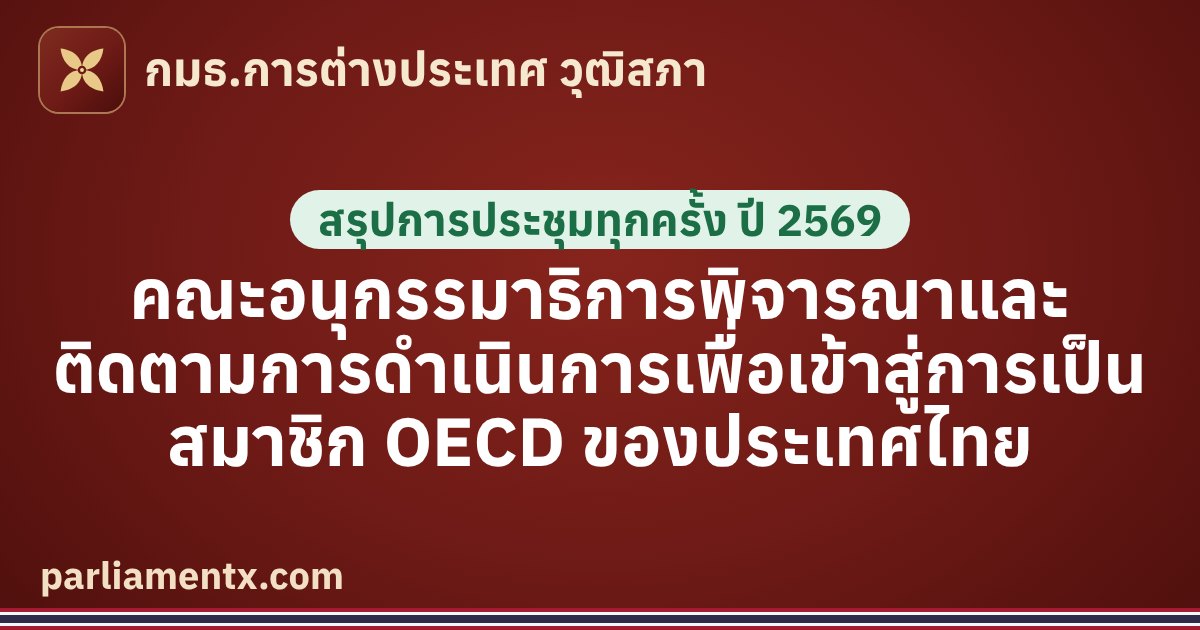 กมธ.การต่างประเทศ วุฒิสภา
สรุปการประชุมทุกครั้ง ปี 2569
คณะอนุกรรมาธิการพิจารณาและ
ติดตามการดำเนินการเพื่อเข้าสู่การเป็น
สมาชิก OECD ของประเทศไทย
parliamentx.com